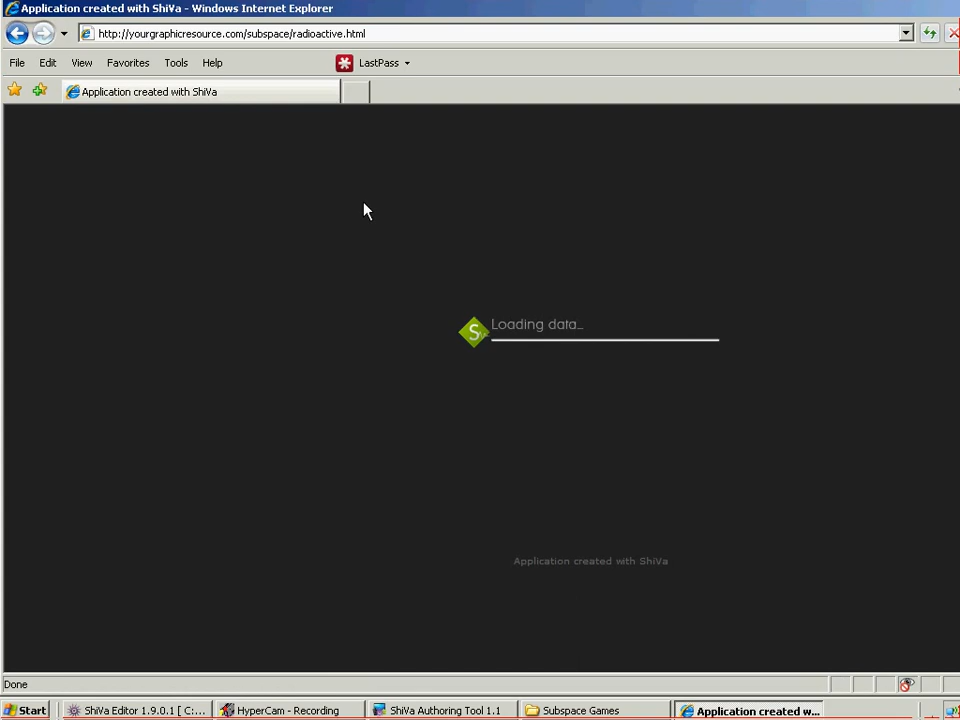 Application created with ShiVa - Windows Internet Explorer
http://yourgraphicresource.com/subspace/radioactive.html
File Edit View Favorites Tools Help LastPass
Application created with ShiVa
S Loading data...
Application created with ShiVa
Done
Start ShiVa Editor 1.9.0.1 [ C:... HyperCam - Recording ShiVa Authoring Tool 1.1 Subspace Games Application created w...